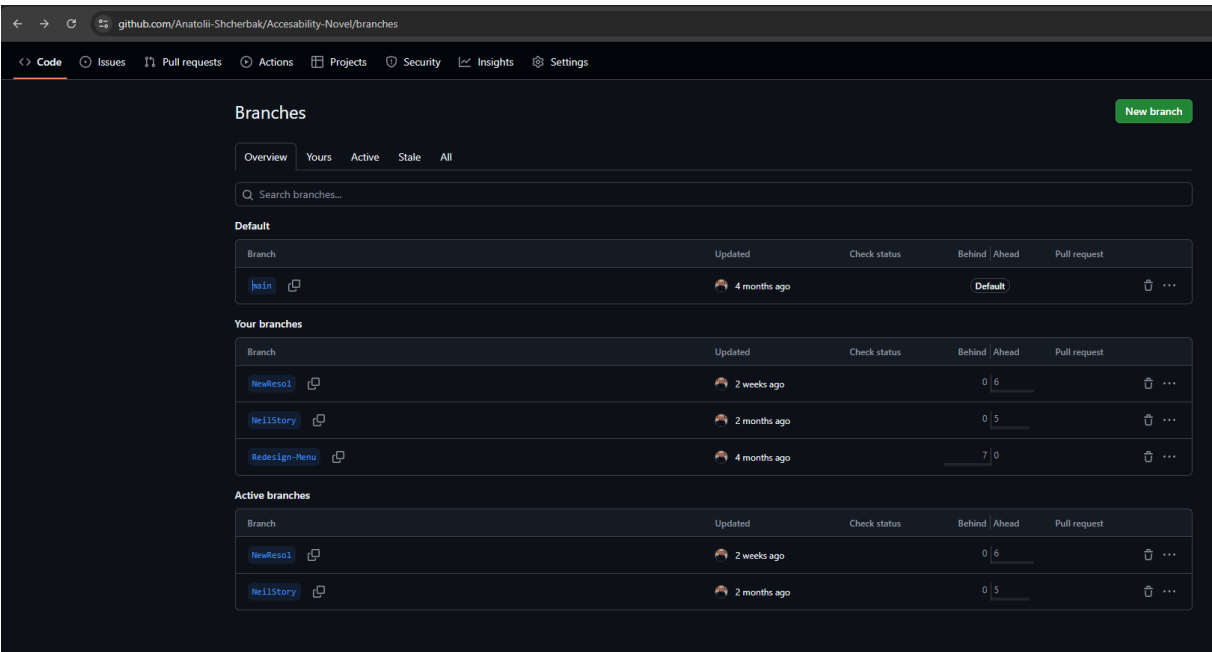 github.com/Anatolii-Shcherbak/Accesability-Novel/branches
Code Issues Pull requests Actions Projects Security Insights Settings
Branches
New branch
Overview Yours Active Stale All
Search branches...
Default
Branch Updated Check status Behind Ahead Pull request
main 4 months ago Default
Your branches
Branch Updated Check status Behind Ahead Pull request
NewResol 2 weeks ago 0 6
NeilStory 2 months ago 0 5
Redesign-Menu 4 months ago 7 0
Active branches
Branch Updated Check status Behind Ahead Pull request
NewResol 2 weeks ago 0 6
NeilStory 2 months ago 0 5